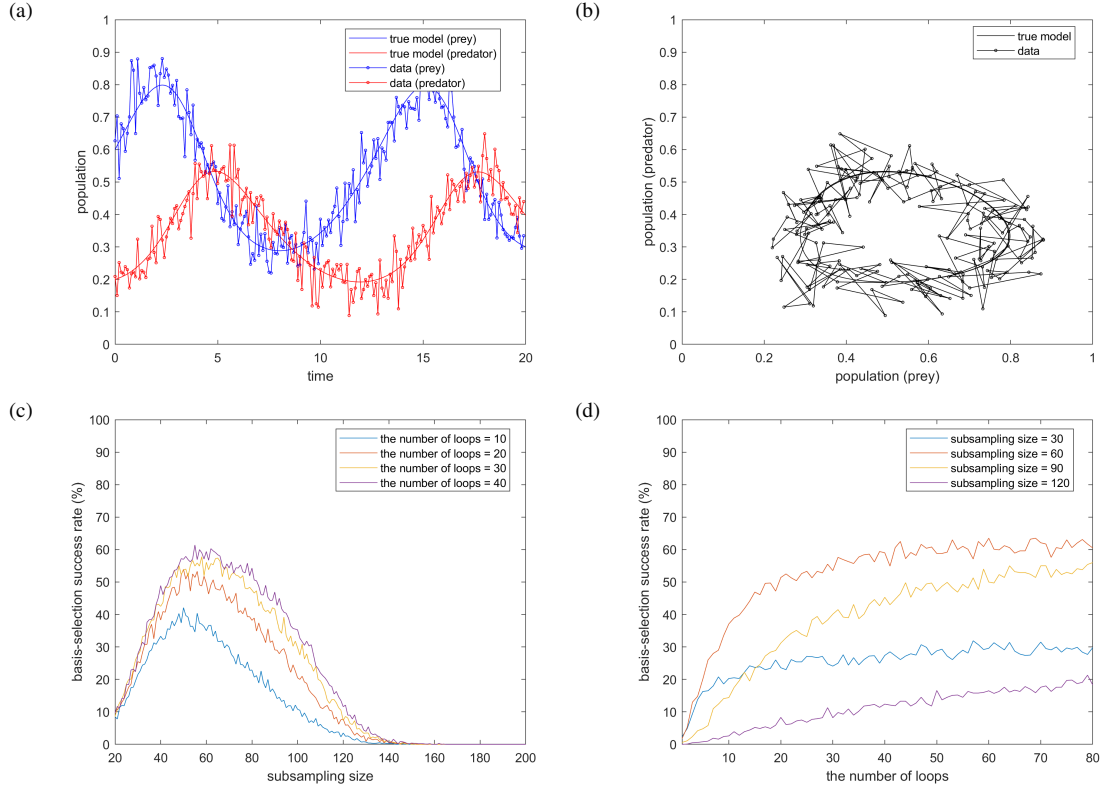 (a)
1
0.9
0.8
0.7
0.6
0.5
0.4
0.3
0.2
0.1
0
0 5 10 15 20
time
population
true model (prey)
true model (predator)
data (prey)
data (predator)
(b)
1
0.9
0.8
0.7
0.6
0.5
0.4
0.3
0.2
0.1
0
0 0.2 0.4 0.6 0.8 1
population (prey)
population (predator)
true model
data
(c)
100
90
80
70
60
50
40
30
20
10
0
20 40 60 80 100 120 140 160 180 200
subsampling size
basis-selection success rate (%)
the number of loops = 10
the number of loops = 20
the number of loops = 30
the number of loops = 40
(d)
100
90
80
70
60
50
40
30
20
10
0
10 20 30 40 50 60 70 80
the number of loops
basis-selection success rate (%)
subsampling size = 30
subsampling size = 60
subsampling size = 90
subsampling size = 120